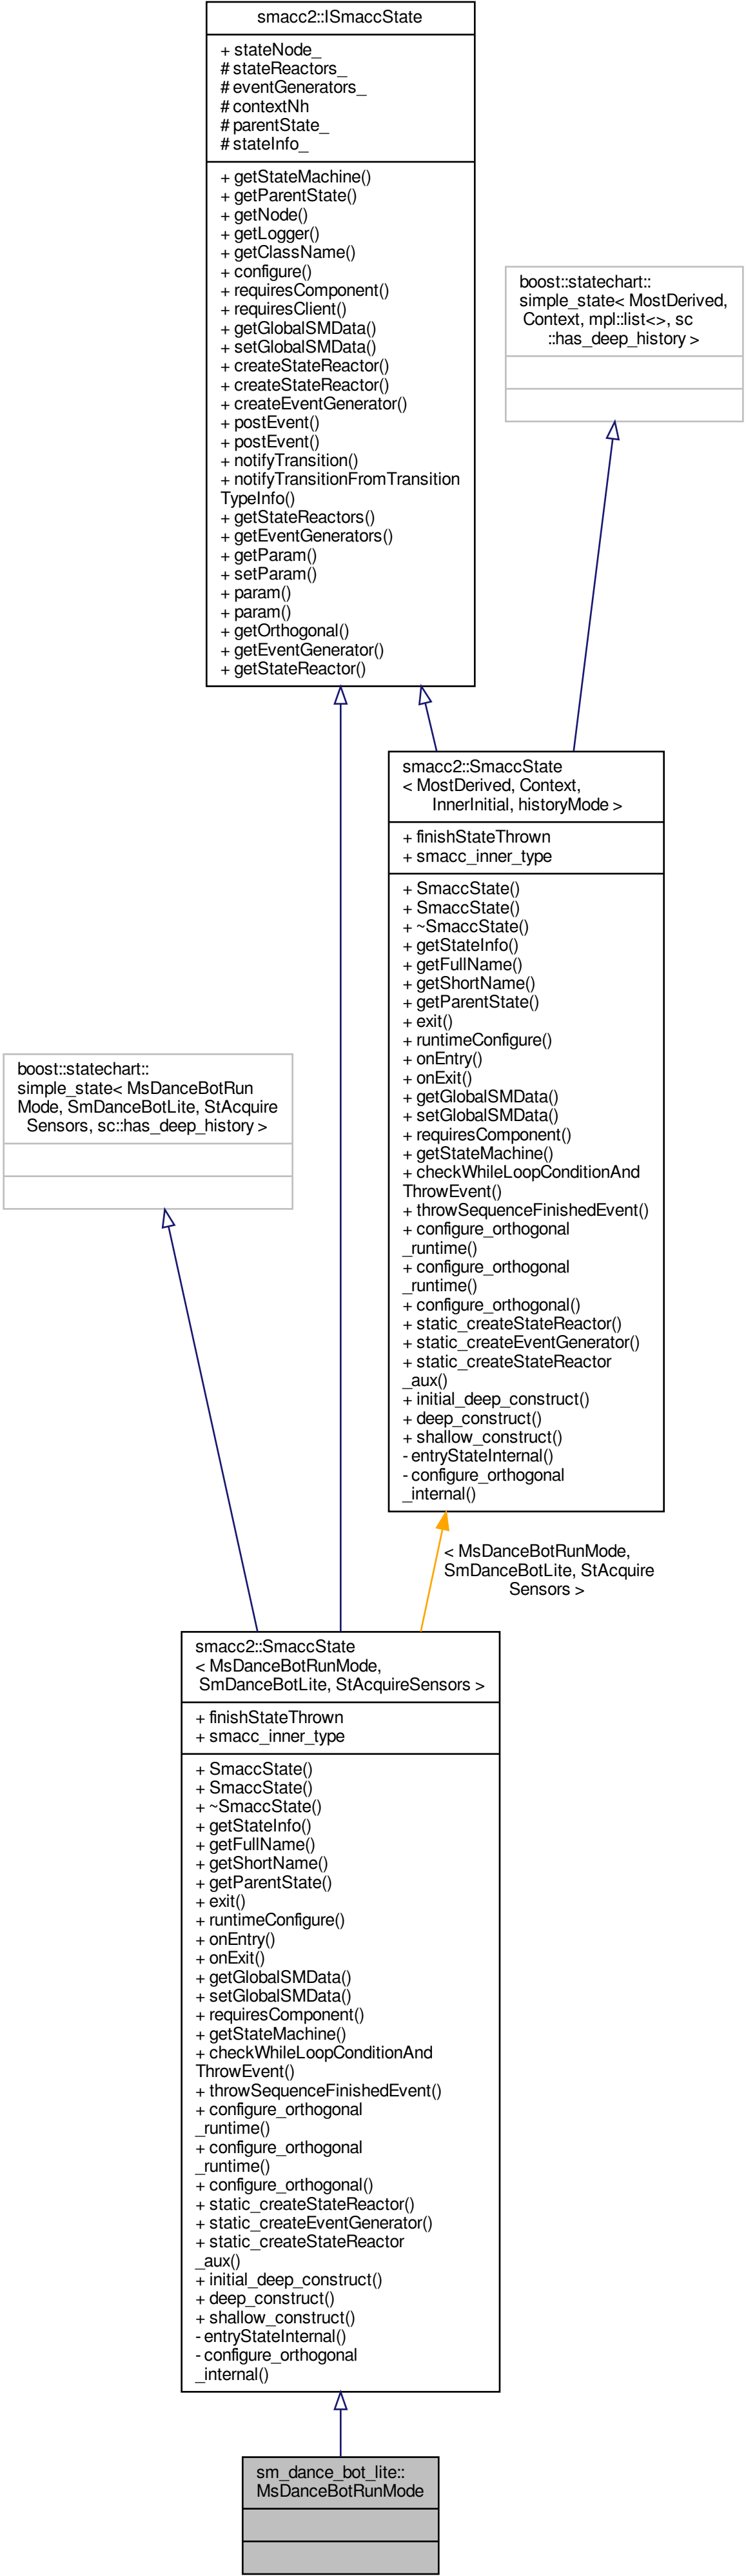 smacc2::ISmaccState
+ stateNode_
# stateReactors_
# eventGenerators_
# contextNh
# parentState_
# stateInfo_
+ getStateMachine()
+ getParentState()
+ getNode()
+ getLogger()
+ getClassName()
+ configure()
+ requiresComponent()
+ requiresClient()
+ getGlobalSMData()
+ setGlobalSMData()
+ createStateReactor()
+ createStateReactor()
+ createEventGenerator()
+ postEvent()
+ postEvent()
+ notifyTransition()
+ notifyTransitionFromTransition
TypeInfo()
+ getStateReactors()
+ getEventGenerators()
+ getParam()
+ setParam()
+ param()
+ param()
+ getOrthogonal()
+ getEventGenerator()
+ getStateReactor()
boost::statechart::
simple_state< MostDerived,
Context, mpl::list<>, sc
::has_deep_history >
smacc2::SmaccState
< MostDerived, Context,
InnerInitial, historyMode >
+ finishStateThrown
+ smacc_inner_type
+ SmaccState()
+ SmaccState()
+ ~SmaccState()
+ getStateInfo()
+ getFullName()
+ getShortName()
+ getParentState()
+ exit()
+ runtimeConfigure()
+ onEntry()
+ onExit()
+ getGlobalSMData()
+ setGlobalSMData()
+ requiresComponent()
+ getStateMachine()
+ checkWhileLoopConditionAnd
ThrowEvent()
+ throwSequenceFinishedEvent()
+ configure_orthogonal
_runtime()
+ configure_orthogonal
_runtime()
+ configure_orthogonal()
+ static_createStateReactor()
+ static_createEventGenerator()
+ static_createStateReactor
_aux()
+ initial_deep_construct()
+ deep_construct()
+ shallow_construct()
- entryStateInternal()
- configure_orthogonal
_internal()
boost::statechart::
simple_state< MsDanceBotRun
Mode, SmDanceBotLite, StAcquire
Sensors, sc::has_deep_history >
< MsDanceBotRunMode,
SmDanceBotLite, StAcquire
Sensors >
smacc2::SmaccState
< MsDanceBotRunMode,
SmDanceBotLite, StAcquireSensors >
+ finishStateThrown
+ smacc_inner_type
+ SmaccState()
+ SmaccState()
+ ~SmaccState()
+ getStateInfo()
+ getFullName()
+ getShortName()
+ getParentState()
+ exit()
+ runtimeConfigure()
+ onEntry()
+ onExit()
+ getGlobalSMData()
+ setGlobalSMData()
+ requiresComponent()
+ getStateMachine()
+ checkWhileLoopConditionAnd
ThrowEvent()
+ throwSequenceFinishedEvent()
+ configure_orthogonal
_runtime()
+ configure_orthogonal
_runtime()
+ configure_orthogonal()
+ static_createStateReactor()
+ static_createEventGenerator()
+ static_createStateReactor
_aux()
+ initial_deep_construct()
+ deep_construct()
+ shallow_construct()
- entryStateInternal()
- configure_orthogonal
_internal()
sm_dance_bot_lite::
MsDanceBotRunMode